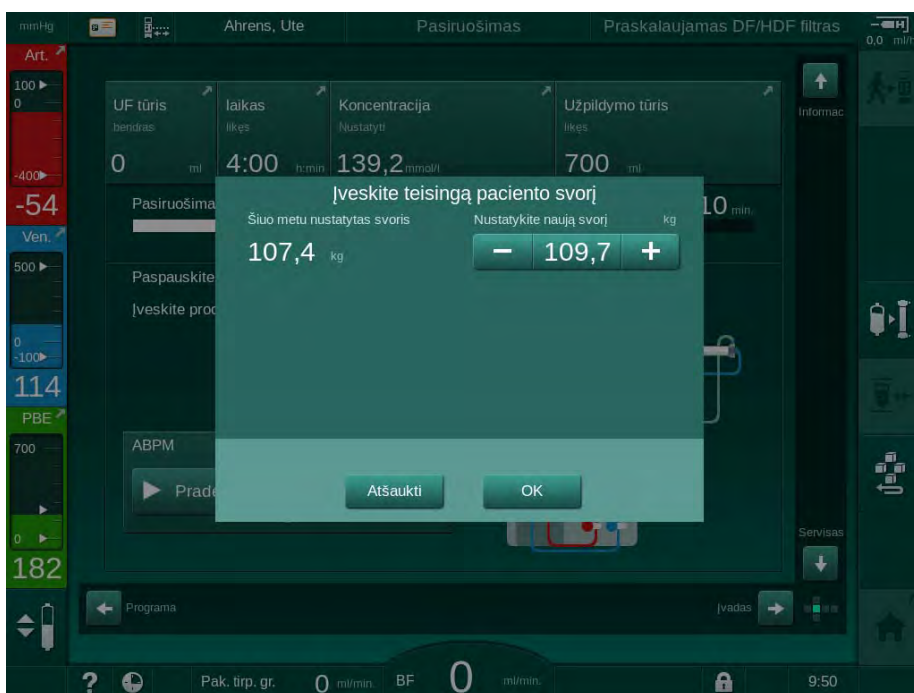 mmHg
Ahrens, Ute
Pasiruošimas
Praskalaujamas DF/HDF filtras
H
0,0 ml/h
Art.
100
0
-400
-54
Ven.
500
0
-100
114
PBE
700
0
182
UF tūris
bendras
0 ml
laikas
likęs
4:00 h:min
Koncentracija
Nustatyti
139,2 mmol/l
Užpildymo tūris
likęs
700 ml
Informac
Pasiruošima
10 min.
Paspauskite
Įveskite prod
Įveskite teisingą paciento svorį
Šiuo metu nustatytas svoris
107,4 kg
Nustatykite naują svorį kg
− 109,7 +
Atšaukti
OK
ABPM
Prade
Servisas
Programa
Įvadas
?
Pak. tirp. gr. 0 ml/min.
BF 0 ml/min.
9:50